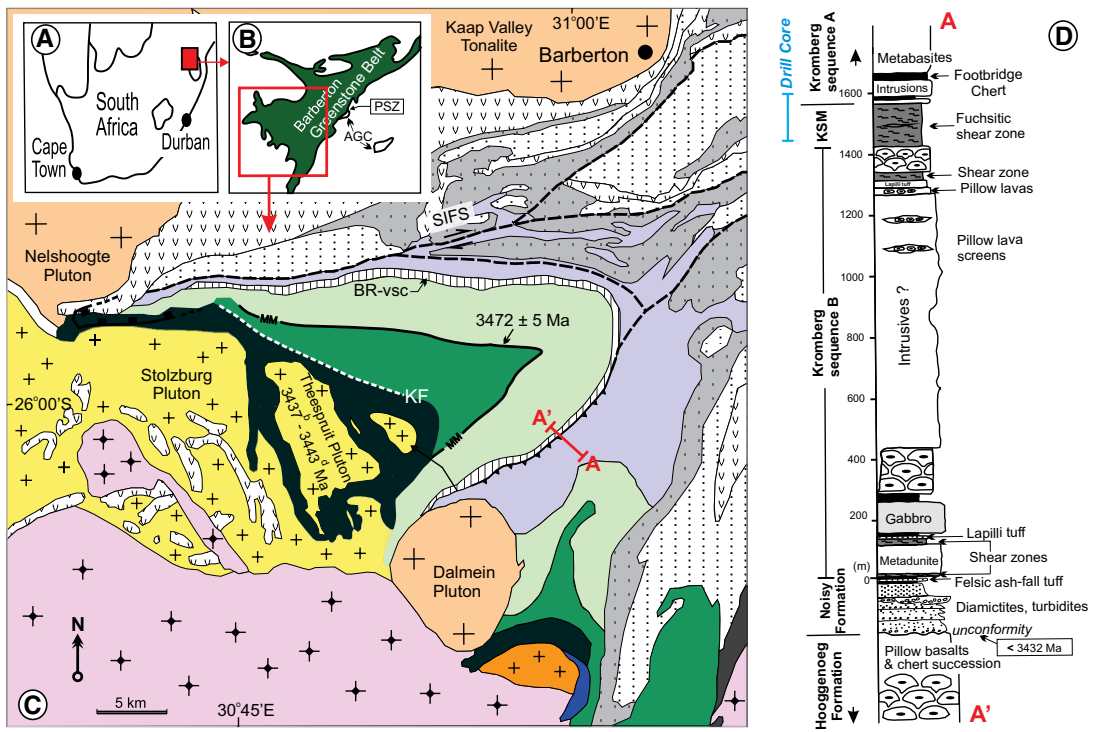 A
South
Africa
Cape
Town
Durban
B
Barberton
Greenstone Belt
PSZ
AGC
Kaap Valley
Tonalite
31°00'E
Barberton
Nelshoogte
Pluton
SIFS
BR-vsc
MM
3472 ± 5 Ma
Stolzburg
Pluton
26°00'S
KF
Theespruit Pluton
3437b - 3443d Ma
MM
A'
A
Dalmein
Pluton
N
5 km
30°45'E
C
D
A
Drill Core
Kromberg
sequence A
KSM
Kromberg
sequence B
Noisy
Formation
Hooggenoeg
Formation
1600
1400
1200
1000
800
600
400
200
(m)
0
Metabasites
Footbridge
Chert
Intrusions
Fuchsitic
shear zone
Shear zone
Lapilli tuff
Pillow lavas
Pillow lava
screens
Intrusives ?
Gabbro
Lapilli tuff
Shear zones
Metadunite
Felsic ash-fall tuff
Diamictites, turbidites
unconformity
< 3432 Ma
Pillow basalts
& chert succession
A'